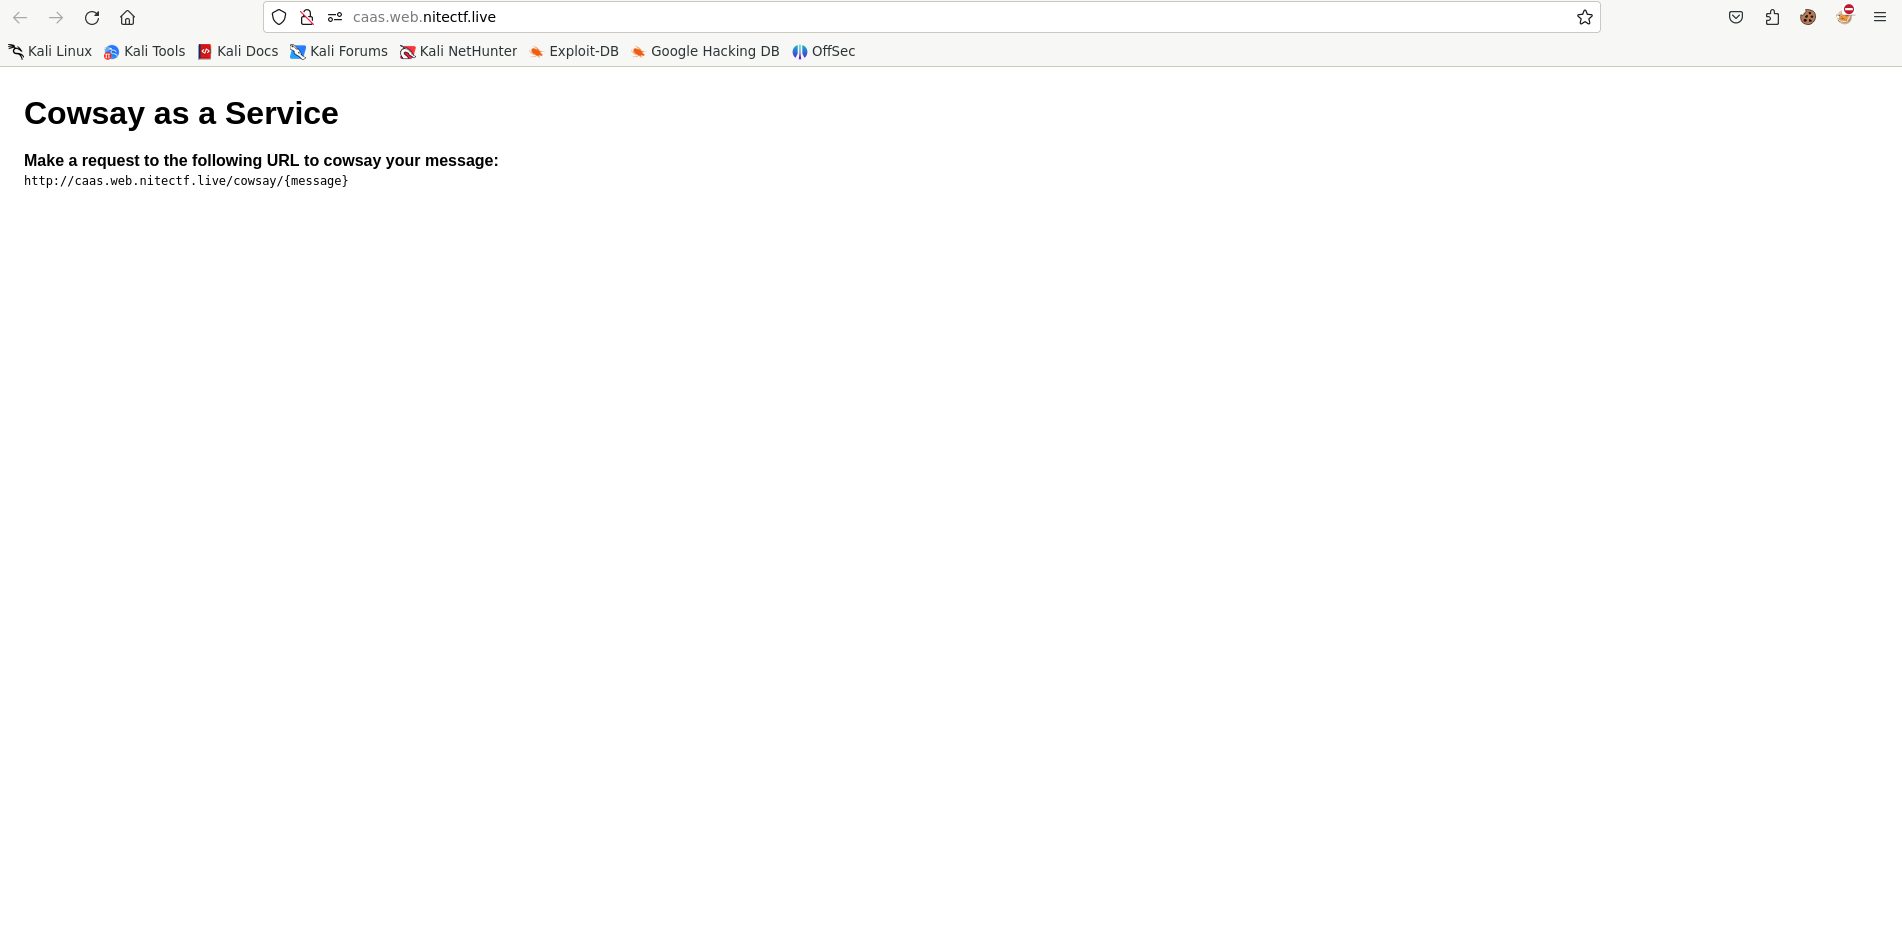 caas.web.nitectf.live
Kali Linux Kali Tools Kali Docs Kali Forums Kali NetHunter Exploit-DB Google Hacking DB OffSec
Cowsay as a Service
Make a request to the following URL to cowsay your message:
http://caas.web.nitectf.live/cowsay/{message}